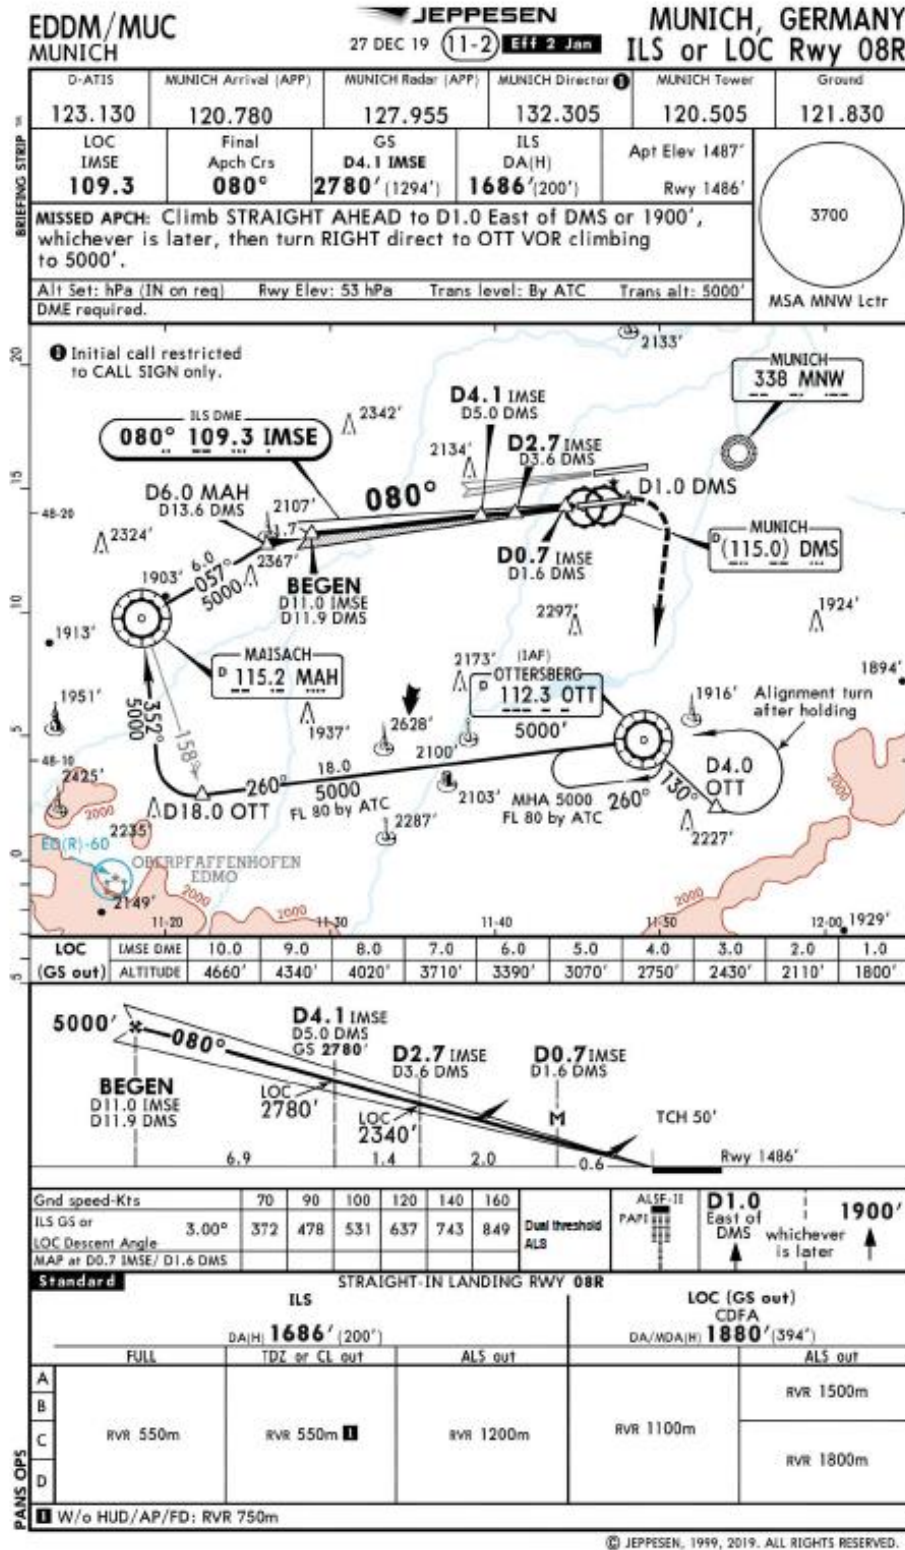 EDDM/MUC
MUNICH
JEPPESEN
27 DEC 19 11-2 Eff 2 Jan
MUNICH, GERMANY
ILS or LOC Rwy 08R
BRIEFING STRIP
D-ATIS MUNICH Arrival (APP) MUNICH Radar (APP) MUNICH Director MUNICH Tower Ground
123.130 120.780 127.955 132.305 120.505 121.830
LOC
IMSE
109.3
Final
Apch Crs
080°
GS
D4.1 IMSE
2780' (1294')
ILS
DA(H)
1686' (200')
Apt Elev 1487'
Rwy 1486'
3700
MSA MNW Lctr
MISSED APCH: Climb STRAIGHT AHEAD to D1.0 East of DMS or 1900',
whichever is later, then turn RIGHT direct to OTT VOR climbing
to 5000'.
Alt Set: hPa (IN on req) Rwy Elev: 53 hPa Trans level: By ATC Trans alt: 5000'
DME required.
Initial call restricted
to CALL SIGN only.
2133'
MUNICH
338 MNW
ILS DME
080° 109.3 IMSE
2342'
D4.1 IMSE
D5.0 DMS
2134'
D2.7 IMSE
D3.6 DMS
080°
D1.0 DMS
D6.0 MAH
D13.6 DMS
2107'
1.7
48-20
2324'
2367'
MUNICH
D (115.0) DMS
D0.7 IMSE
D1.6 DMS
BEGEN
D11.0 IMSE
D11.9 DMS
1903'
6.0
057°
5000
2297'
1924'
1913'
MAISACH
D 115.2 MAH
2173'
(IAF)
OTTERSBERG
D 112.3 OTT
5000'
1894'
1951'
352°
5000
158°
1937'
2628'
1916'
Alignment turn
after holding
2100'
48-10
2425'
2000
2235'
D18.0 OTT
260°
18.0
5000
FL 80 by ATC
2103'
2287'
MHA 5000
FL 80 by ATC
260°
130°
D4.0
OTT
2227'
ED(R)-60
OBERPFAFFENHOFEN
EDMO
2149'
2000
2000
2000
11-20 11-30 11-40 11-50 12-00 1929'
20
15
10
5
0
5
LOC IMSE DME 10.0 9.0 8.0 7.0 6.0 5.0 4.0 3.0 2.0 1.0
(GS out) ALTITUDE 4660' 4340' 4020' 3710' 3390' 3070' 2750' 2430' 2110' 1800'
5000'
080°
D4.1 IMSE
D5.0 DMS
GS 2780'
D2.7 IMSE
D3.6 DMS
D0.7 IMSE
D1.6 DMS
BEGEN
D11.0 IMSE
D11.9 DMS
LOC
2780'
LOC
2340'
M
TCH 50'
6.9 1.4 2.0 0.6
Rwy 1486'
Gnd speed-Kts 70 90 100 120 140 160
ILS GS or
LOC Descent Angle 3.00° 372 478 531 637 743 849
MAP at D0.7 IMSE/ D1.6 DMS
Dual threshold
ALS
ALSF-II
PAPI
D1.0
East of
DMS
whichever
is later
1900'
Standard STRAIGHT-IN LANDING RWY 08R
ILS
DA(H) 1686' (200')
LOC (GS out)
CDFA
DA/MDA(H) 1880' (394')
FULL TDZ or CL out ALS out ALS out
A
B
C
D
RVR 550m RVR 550m 1 RVR 1200m RVR 1100m
RVR 1500m
RVR 1800m
PANS OPS
1 W/o HUD/AP/FD: RVR 750m
© JEPPESEN, 1999, 2019. ALL RIGHTS RESERVED.